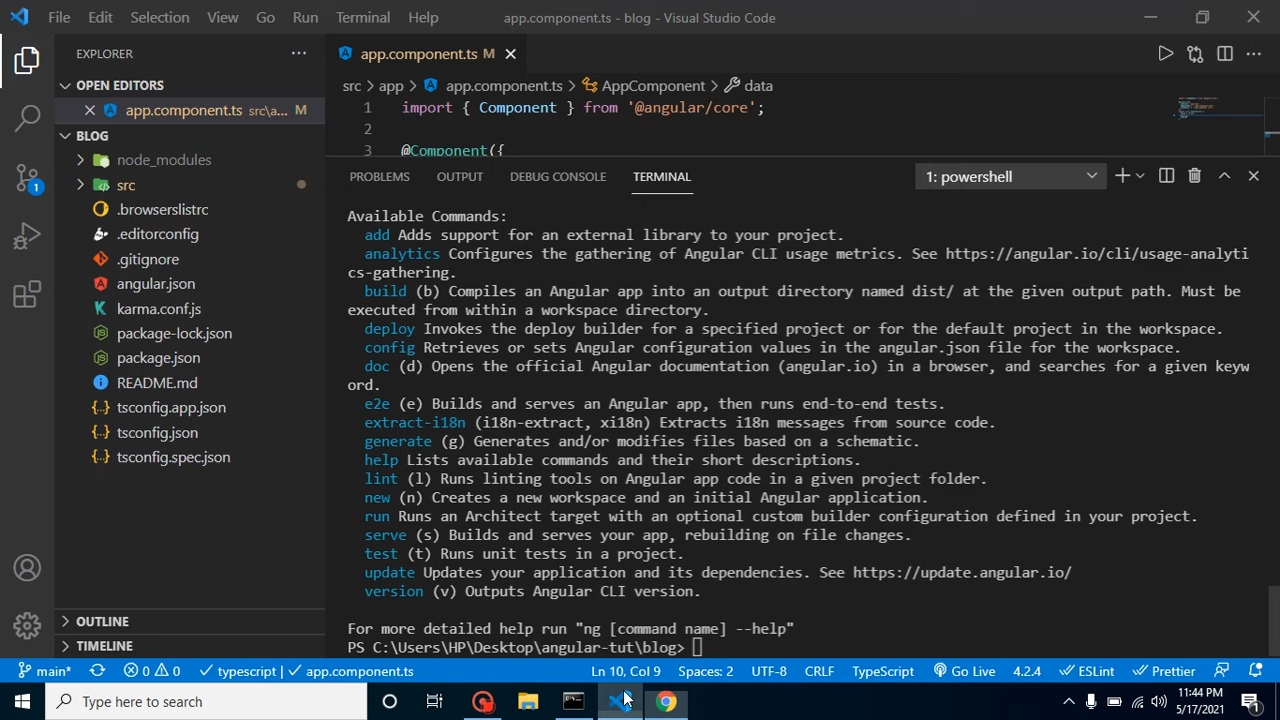 File Edit Selection View Go Run Terminal Help app.component.ts - blog - Visual Studio Code
EXPLORER
OPEN EDITORS
app.component.ts src\a... M
BLOG
node_modules
src
.browserslistrc
.editorconfig
.gitignore
angular.json
karma.conf.js
package-lock.json
package.json
README.md
tsconfig.app.json
tsconfig.json
tsconfig.spec.json
OUTLINE
TIMELINE
app.component.ts M
src > app > app.component.ts > AppComponent > data
1 import { Component } from '@angular/core';
2
3 @Component({
PROBLEMS OUTPUT DEBUG CONSOLE TERMINAL 1: powershell
Available Commands:
add Adds support for an external library to your project.
analytics Configures the gathering of Angular CLI usage metrics. See https://angular.io/cli/usage-analyti
cs-gathering.
build (b) Compiles an Angular app into an output directory named dist/ at the given output path. Must be
executed from within a workspace directory.
deploy Invokes the deploy builder for a specified project or for the default project in the workspace.
config Retrieves or sets Angular configuration values in the angular.json file for the workspace.
doc (d) Opens the official Angular documentation (angular.io) in a browser, and searches for a given keyw
ord.
e2e (e) Builds and serves an Angular app, then runs end-to-end tests.
extract-i18n (i18n-extract, xi18n) Extracts i18n messages from source code.
generate (g) Generates and/or modifies files based on a schematic.
help Lists available commands and their short descriptions.
lint (l) Runs linting tools on Angular app code in a given project folder.
new (n) Creates a new workspace and an initial Angular application.
run Runs an Architect target with an optional custom builder configuration defined in your project.
serve (s) Builds and serves your app, rebuilding on file changes.
test (t) Runs unit tests in a project.
update Updates your application and its dependencies. See https://update.angular.io/
version (v) Outputs Angular CLI version.
For more detailed help run "ng [command name] --help"
PS C:\Users\HP\Desktop\angular-tut\blog>
1
main* 0 0 typescript | app.component.ts Ln 10, Col 9 Spaces: 2 UTF-8 CRLF TypeScript Go Live 4.2.4 ESLint Prettier
Type here to search
11:44 PM
5/17/2021
1